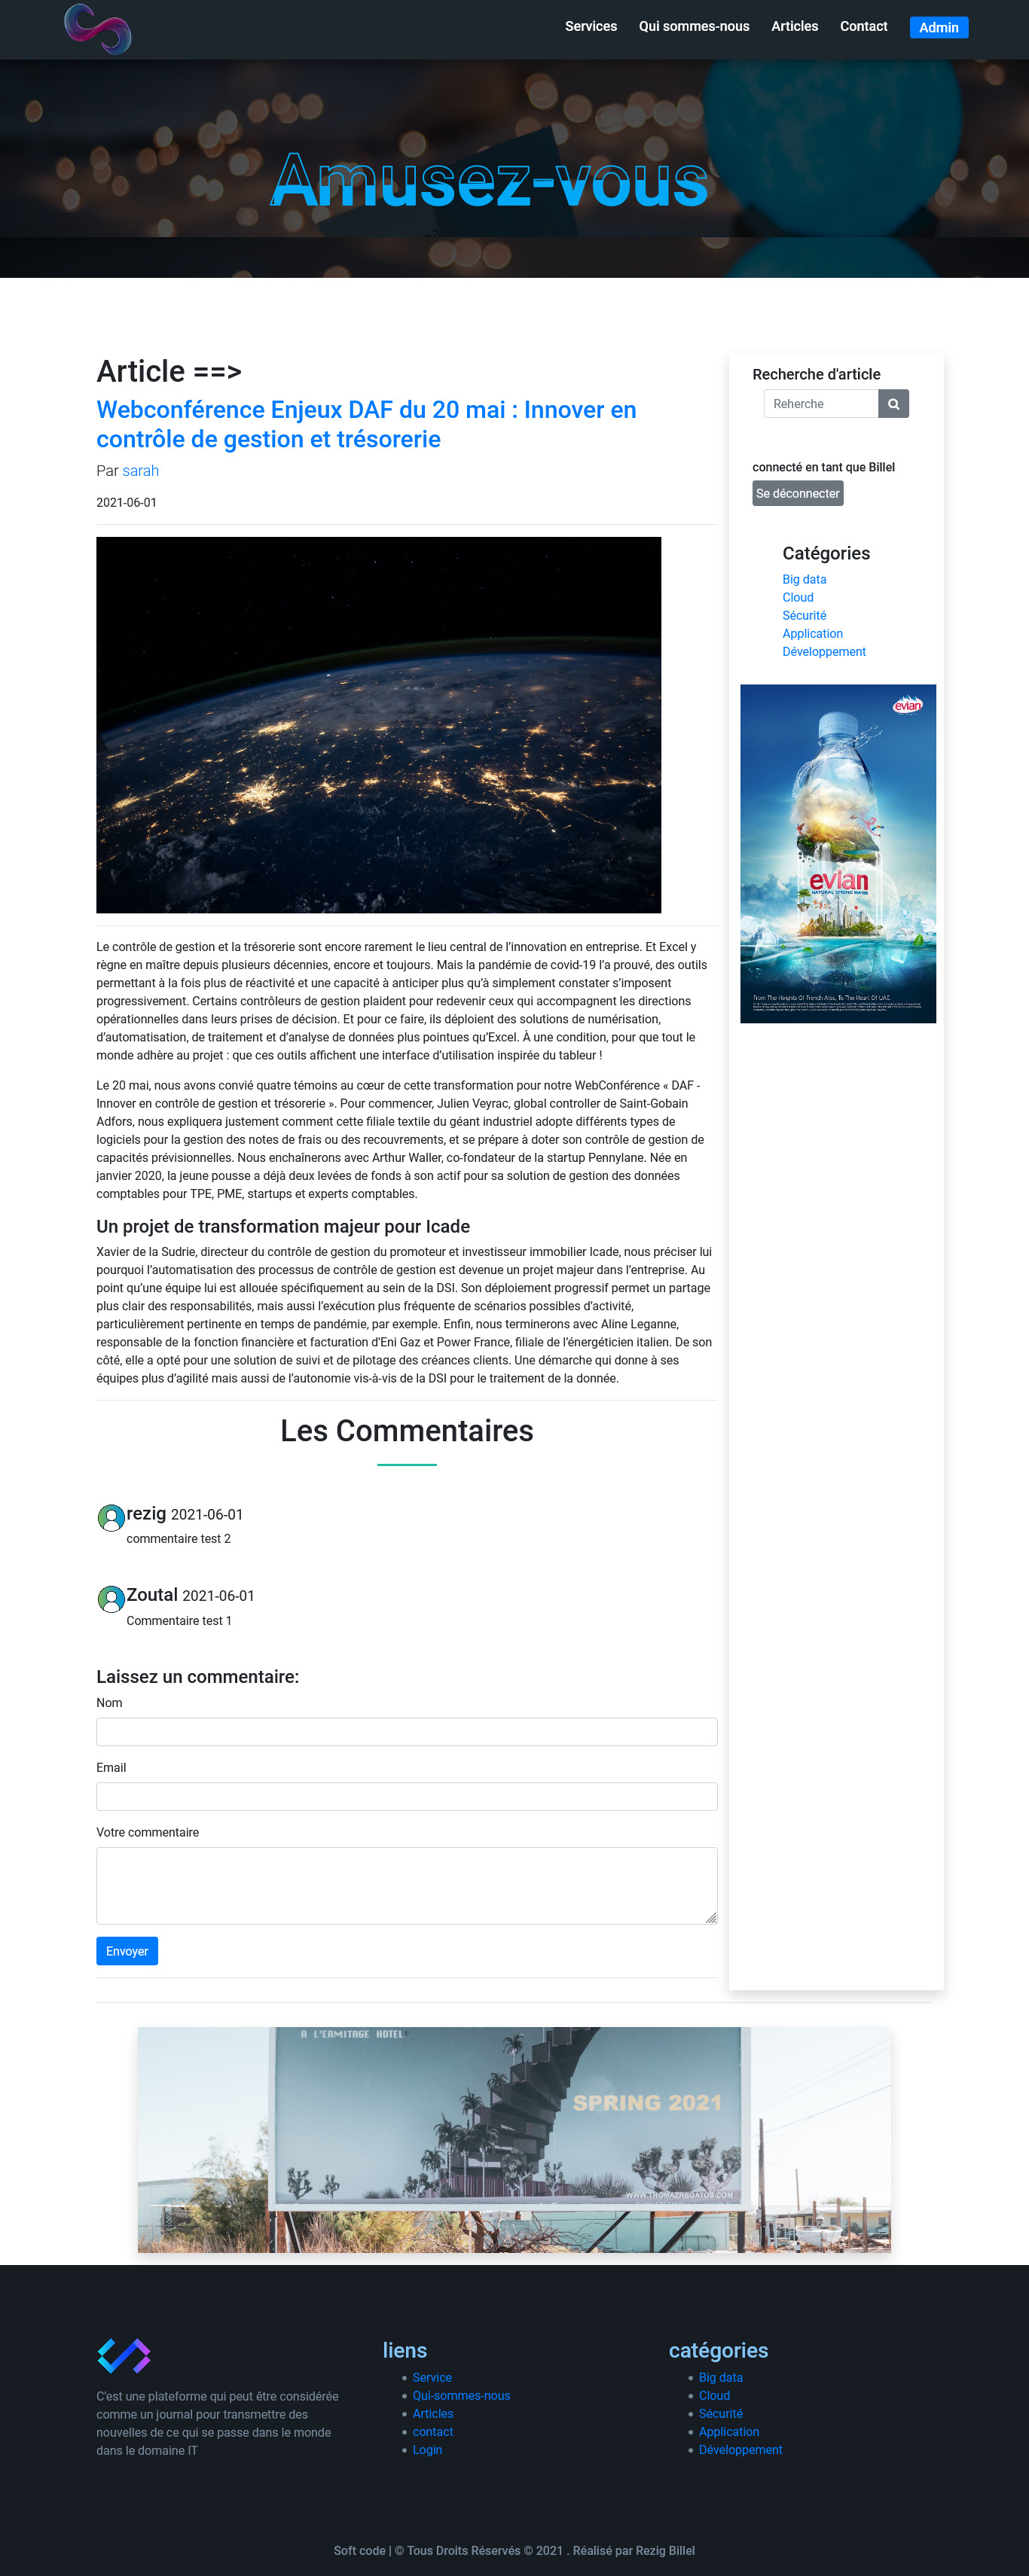 Services Qui sommes-nous Articles Contact Admin
Amusez-vous
Article ==>
Webconférence Enjeux DAF du 20 mai : Innover en
contrôle de gestion et trésorerie
Par sarah
2021-06-01
Le contrôle de gestion et la trésorerie sont encore rarement le lieu central de l’innovation en entreprise. Et Excel y
règne en maître depuis plusieurs décennies, encore et toujours. Mais la pandémie de covid-19 l’a prouvé, des outils
permettant à la fois plus de réactivité et une capacité à anticiper plus qu’à simplement constater s’imposent
progressivement. Certains contrôleurs de gestion plaident pour redevenir ceux qui accompagnent les directions
opérationnelles dans leurs prises de décision. Et pour ce faire, ils déploient des solutions de numérisation,
d’automatisation, de traitement et d’analyse de données plus pointues qu’Excel. À une condition, pour que tout le
monde adhère au projet : que ces outils affichent une interface d’utilisation inspirée du tableur !
Le 20 mai, nous avons convié quatre témoins au cœur de cette transformation pour notre WebConférence « DAF -
Innover en contrôle de gestion et trésorerie ». Pour commencer, Julien Veyrac, global controller de Saint-Gobain
Adfors, nous expliquera justement comment cette filiale textile du géant industriel adopte différents types de
logiciels pour la gestion des notes de frais ou des recouvrements, et se prépare à doter son contrôle de gestion de
capacités prévisionnelles. Nous enchaînerons avec Arthur Waller, co-fondateur de la startup Pennylane. Née en
janvier 2020, la jeune pousse a déjà deux levées de fonds à son actif pour sa solution de gestion des données
comptables pour TPE, PME, startups et experts comptables.
Un projet de transformation majeur pour Icade
Xavier de la Sudrie, directeur du contrôle de gestion du promoteur et investisseur immobilier Icade, nous préciser lui
pourquoi l’automatisation des processus de contrôle de gestion est devenue un projet majeur dans l’entreprise. Au
point qu’une équipe lui est allouée spécifiquement au sein de la DSI. Son déploiement progressif permet un partage
plus clair des responsabilités, mais aussi l’exécution plus fréquente de scénarios possibles d’activité,
particulièrement pertinente en temps de pandémie, par exemple. Enfin, nous terminerons avec Aline Leganne,
responsable de la fonction financière et facturation d'Eni Gaz et Power France, filiale de l’énergéticien italien. De son
côté, elle a opté pour une solution de suivi et de pilotage des créances clients. Une démarche qui donne à ses
équipes plus d’agilité mais aussi de l’autonomie vis-à-vis de la DSI pour le traitement de la donnée.
Les Commentaires
rezig 2021-06-01
commentaire test 2
Zoutal 2021-06-01
Commentaire test 1
Laissez un commentaire:
Nom
Email
Votre commentaire
Envoyer
Recherche d'article
Reherche
connecté en tant que Billel
Se déconnecter
Catégories
Big data
Cloud
Sécurité
Application
Développement
evian
evian
NATURAL SPRING WATER
From The Heights Of French Alps, To The Heart Of UAE
A L'ERMITAGE HOTEL
SPRING 2021
WWW.THOMAZREGATOS.COM
C'est une plateforme qui peut être considérée
comme un journal pour transmettre des
nouvelles de ce qui se passe dans le monde
dans le domaine IT
liens
Service
Qui-sommes-nous
Articles
contact
Login
catégories
Big data
Cloud
Sécurité
Application
Développement
Soft code | © Tous Droits Réservés © 2021 . Réalisé par Rezig Billel